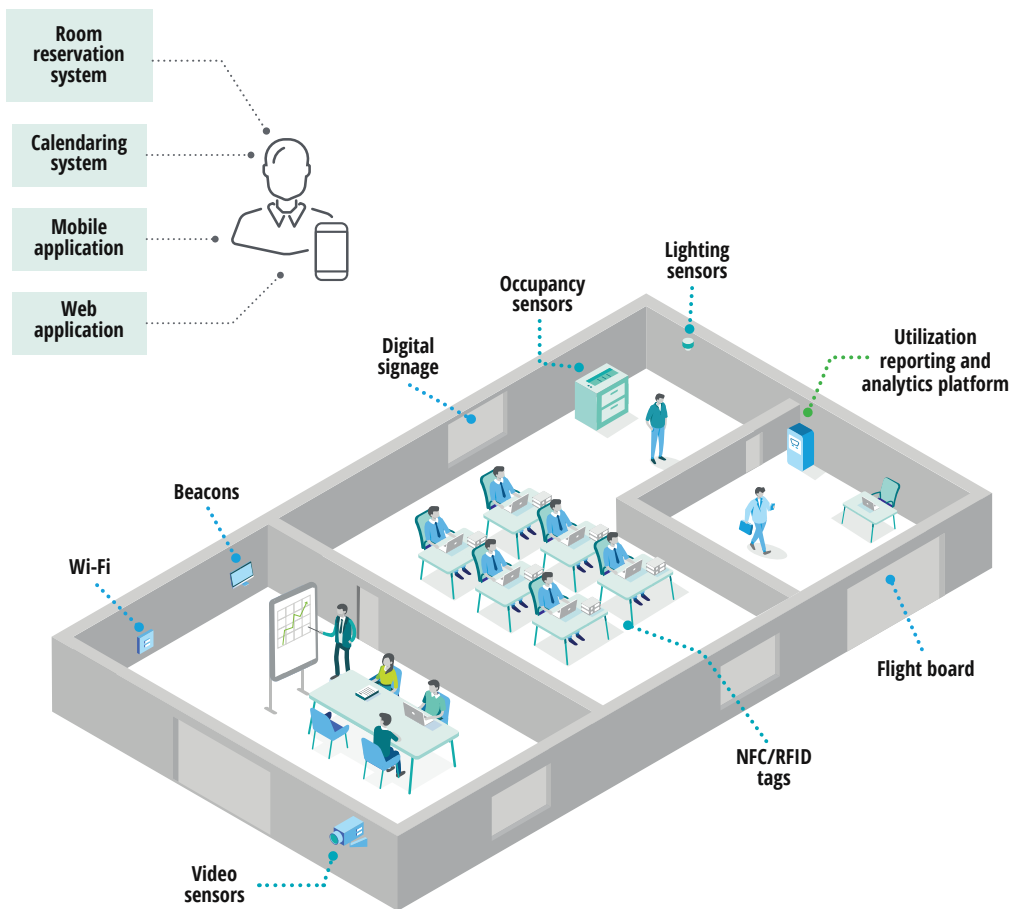 Room
reservation
system
Calendaring
system
Mobile
application
Web
application
Lighting
sensors
Occupancy
sensors
Digital
signage
Utilization
reporting and
analytics platform
Beacons
Wi-Fi
Flight board
NFC/RFID
tags
Video
sensors